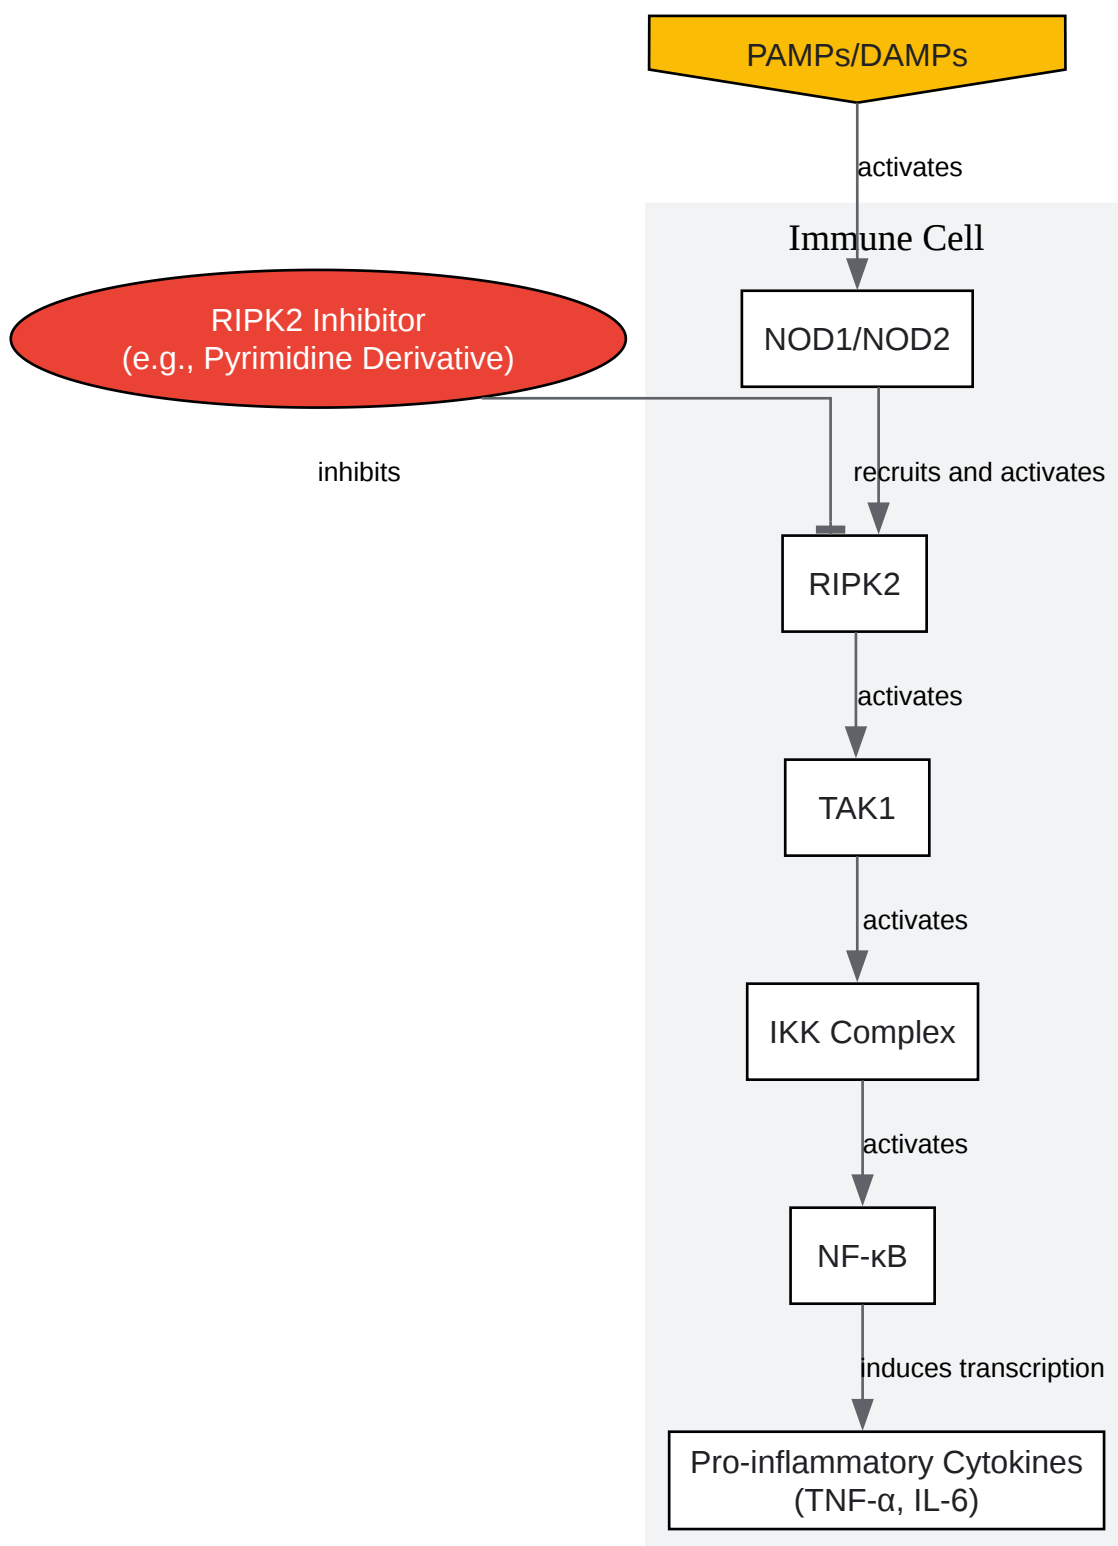 PAMPs/DAMPs
activates
Immune Cell
RIPK2 Inhibitor
(e.g., Pyrimidine Derivative)
NOD1/NOD2
inhibits
recruits and activates
RIPK2
activates
TAK1
activates
IKK Complex
activates
NF-κB
induces transcription
Pro-inflammatory Cytokines
(TNF-α, IL-6)